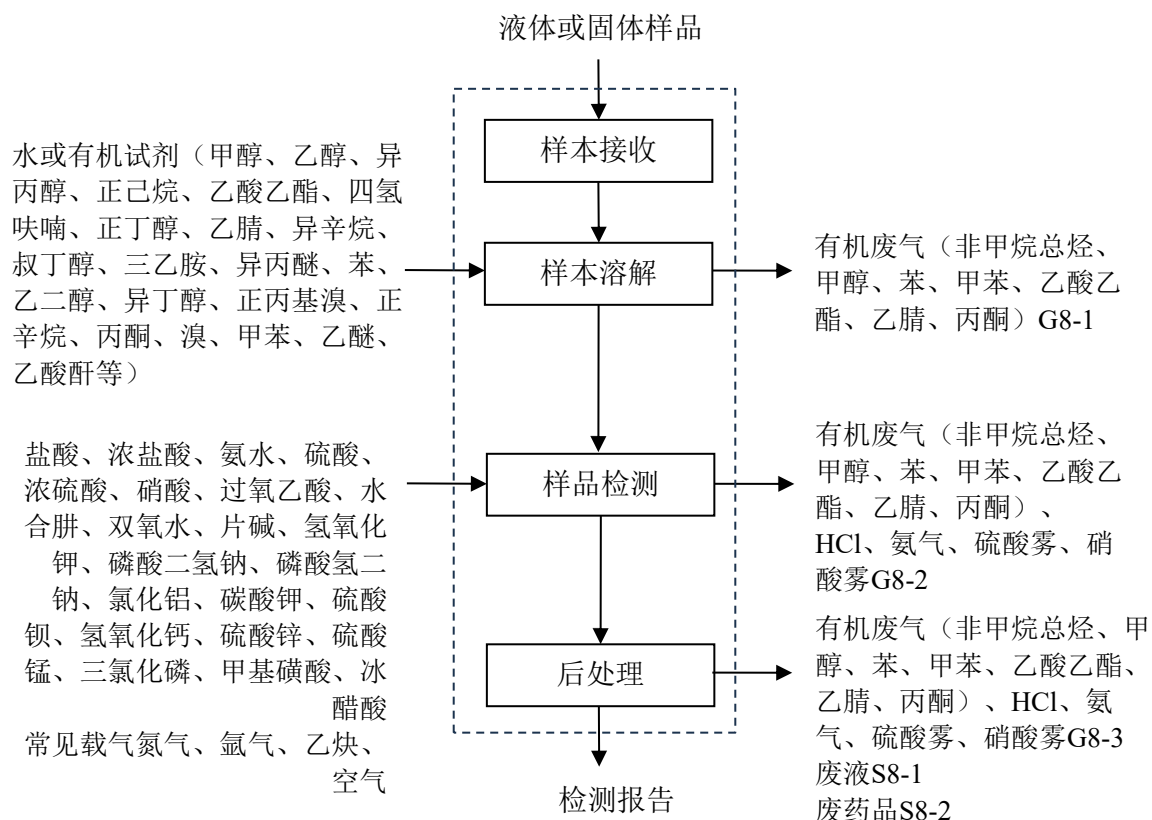 液体或固体样品
样本接收
水或有机试剂（甲醇、乙醇、异
丙醇、正己烷、乙酸乙酯、四氢
呋喃、正丁醇、乙腈、异辛烷、
叔丁醇、三乙胺、异丙醚、苯、
乙二醇、异丁醇、正丙基溴、正
辛烷、丙酮、溴、甲苯、乙醚、
乙酸酐等）
样本溶解
有机废气（非甲烷总烃、
甲醇、苯、甲苯、乙酸乙
酯、乙腈、丙酮）G8-1
盐酸、浓盐酸、氨水、硫酸、
浓硫酸、硝酸、过氧乙酸、水
合肼、双氧水、片碱、氢氧化
钾、磷酸二氢钠、磷酸氢二
钠、氯化铝、碳酸钾、硫酸
钡、氢氧化钙、硫酸锌、硫酸
锰、三氯化磷、甲基磺酸、冰
醋酸
常见载气氮气、氩气、乙炔、
空气
样品检测
有机废气（非甲烷总烃、
甲醇、苯、甲苯、乙酸乙
酯、乙腈、丙酮）、
HCl、氨气、硫酸雾、硝
酸雾G8-2
后处理
有机废气（非甲烷总烃、甲
醇、苯、甲苯、乙酸乙酯、
乙腈、丙酮）、HCl、氨
气、硫酸雾、硝酸雾G8-3
废液S8-1
废药品S8-2
检测报告